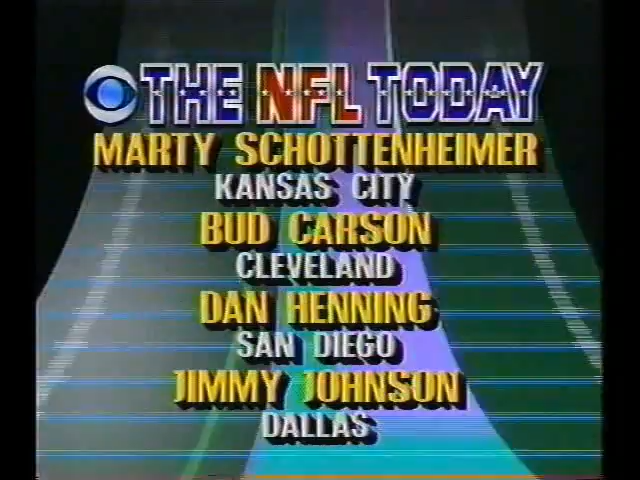 THE NFL TODAY
MARTY SCHOTTENHEIMER
KANSAS CITY
BUD CARSON
CLEVELAND
DAN HENNING
SAN DIEGO
JIMMY JOHNSON
DALLAS